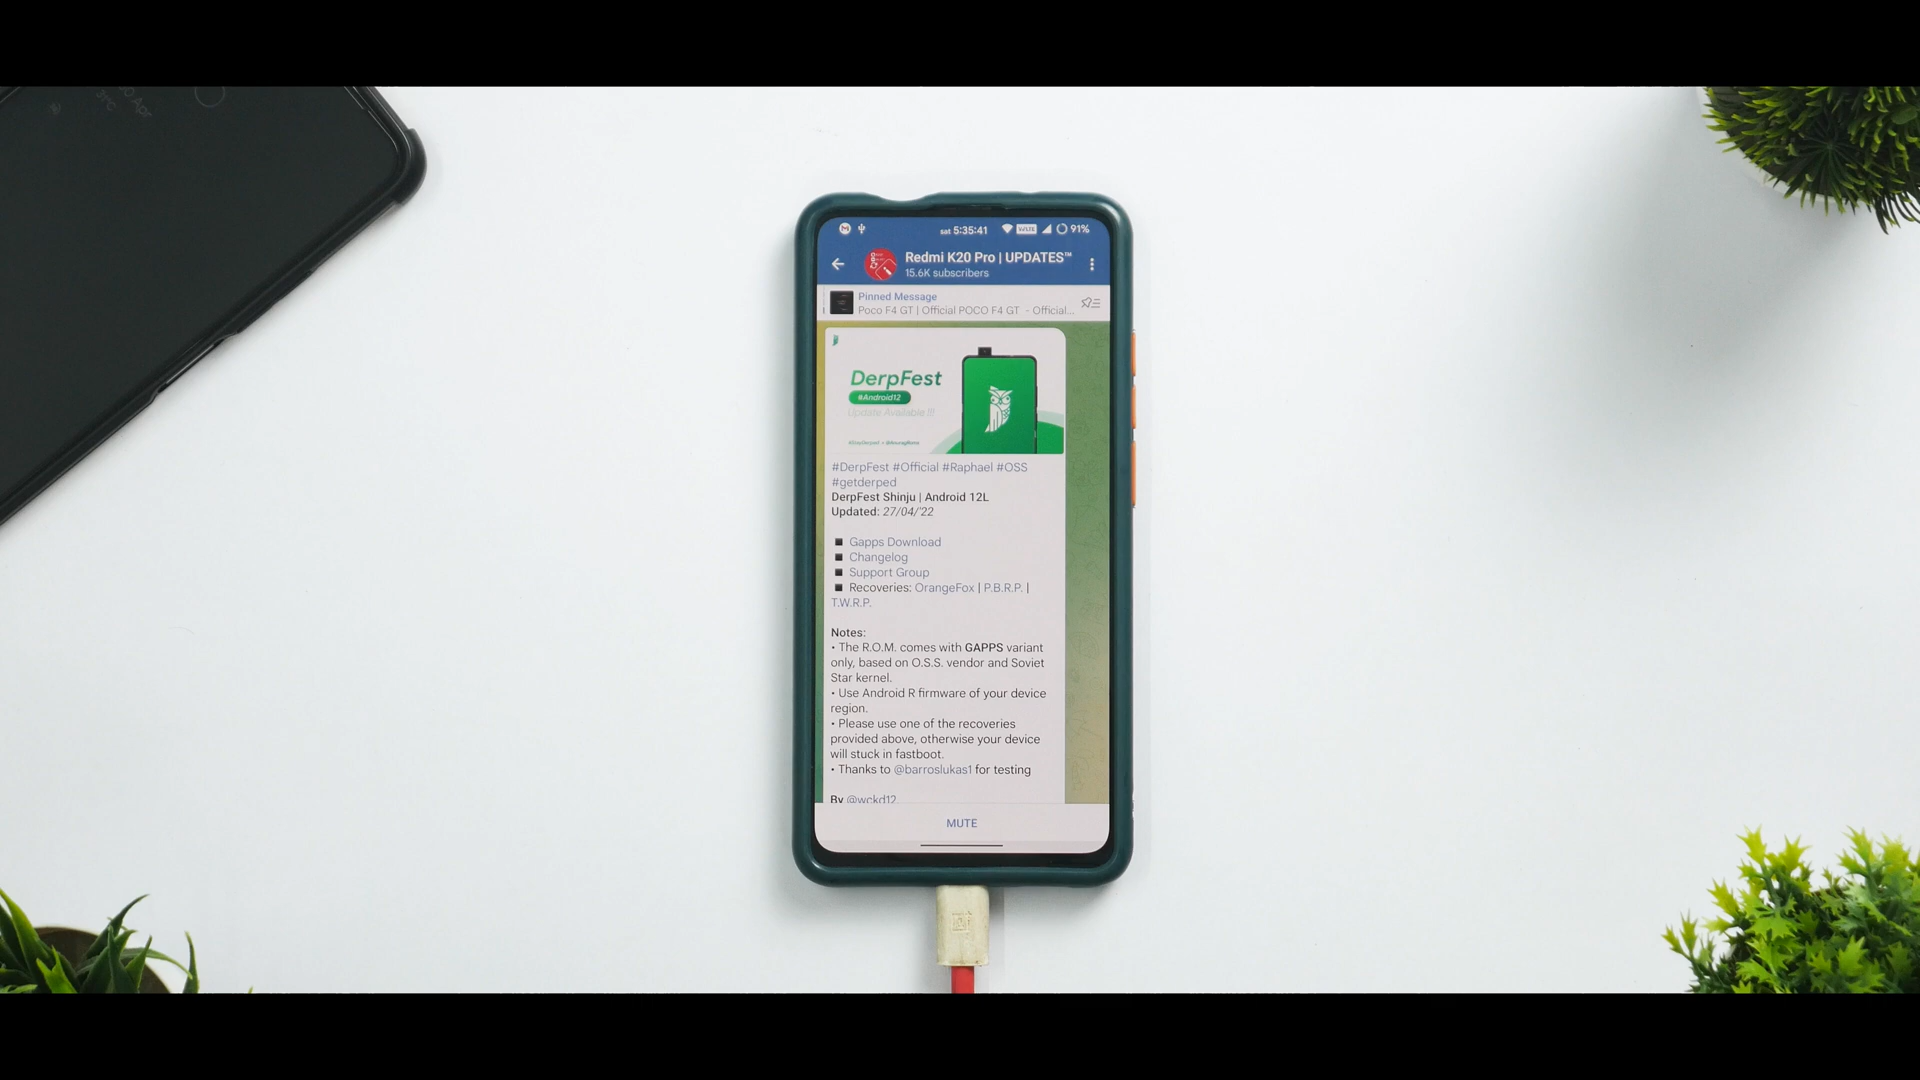 31°C
sat 5:35:41
91%
Redmi K20 Pro | UPDATES™
15.6K subscribers
Pinned Message
Poco F4 GT | Official POCO F4 GT - Official...
DerpFest
#Android12
Update Available !!!
#DerpFest #Official #Raphael #OSS
#getderped
DerpFest Shinju | Android 12L
Updated: 27/04/'22
◾ Gapps Download
◾ Changelog
◾ Support Group
◾ Recoveries: OrangeFox | P.B.R.P. |
T.W.R.P.
Notes:
• The R.O.M. comes with GAPPS variant
only, based on O.S.S. vendor and Soviet
Star kernel.
• Use Android R firmware of your device
region.
• Please use one of the recoveries
provided above, otherwise your device
will stuck in fastboot.
• Thanks to @barroslukas1 for testing
By @wckd12
MUTE